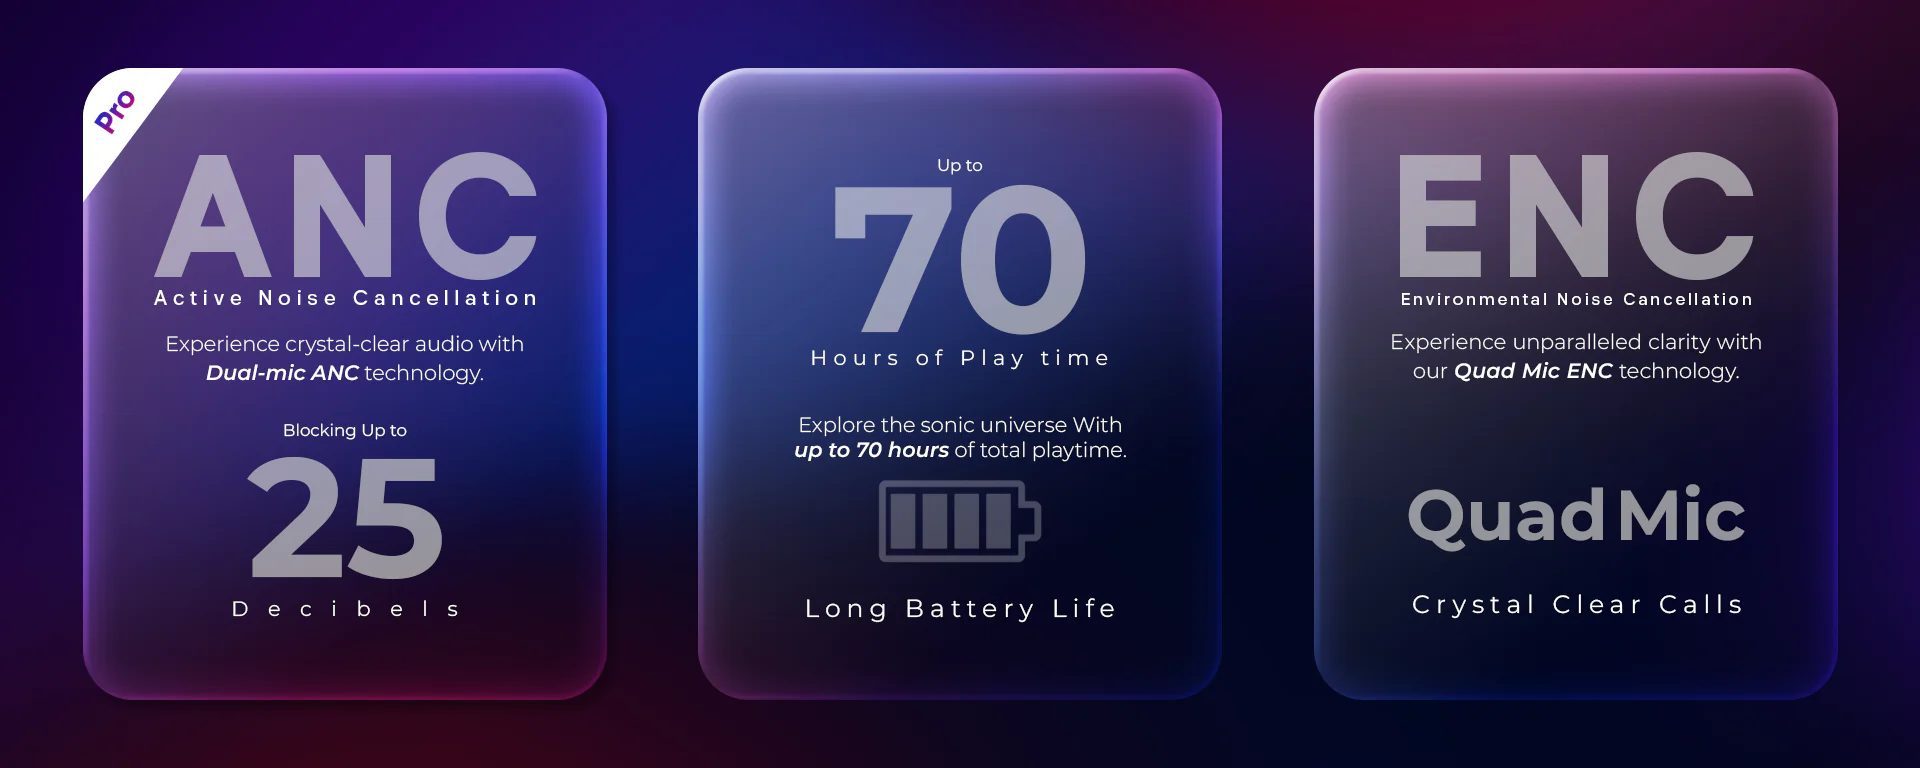 Pro
ANC
Active Noise Cancellation
Experience crystal-clear audio with
Dual-mic ANC technology.
Blocking Up to
25
Decibels
Up to
70
Hours of Play time
Explore the sonic universe With
up to 70 hours of total playtime.
Long Battery Life
ENC
Environmental Noise Cancellation
Experience unparalleled clarity with
our Quad Mic ENC technology.
Quad Mic
Crystal Clear Calls